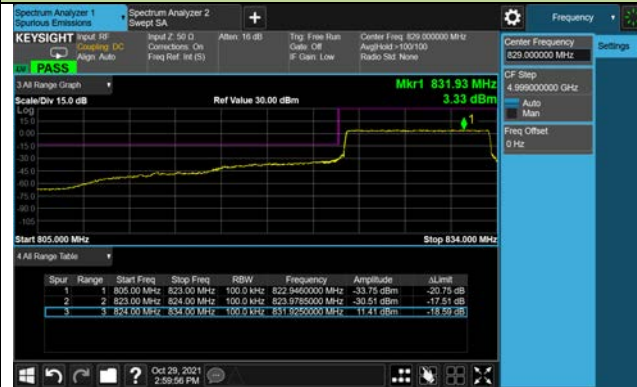 Spectrum Analyzer 1
Spurious Emissions
Spectrum Analyzer 2
Swept SA
+
Frequency
KEYSIGHT
Input: RF
Coupling: DC
Align: Auto
Input Z: 50 Ω
Corrections: On
Freq Ref: Int (S)
Atten: 16 dB
Trig: Free Run
Gate: Off
IF Gain: Low
Center Freq: 829.000000 MHz
Avg|Hold:>100/100
Radio Std: None
PASS
Center Frequency
829.000000 MHz
Settings
CF Step
4.999000000 GHz
Auto
Man
Freq Offset
0 Hz
3 All Range Graph
Mkr1 831.93 MHz
3.33 dBm
Scale/Div 15.0 dB
Ref Value 30.00 dBm
Log
15.0
0.00
-15.0
-30.0
-45.0
-60.0
-75.0
-90.0
-105
1
Start 805.000 MHz
Stop 834.000 MHz
4 All Range Table
Spur Range Start Freq Stop Freq RBW Frequency Amplitude ΔLimit
1 1 805.00 MHz 823.00 MHz 100.0 kHz 822.9460000 MHz -33.75 dBm -20.75 dB
2 2 823.00 MHz 824.00 MHz 100.0 kHz 823.9785000 MHz -30.51 dBm -17.51 dB
3 3 824.00 MHz 834.00 MHz 100.0 kHz 831.9250000 MHz 11.41 dBm -18.59 dB
?
Oct 29, 2021
2:59:56 PM